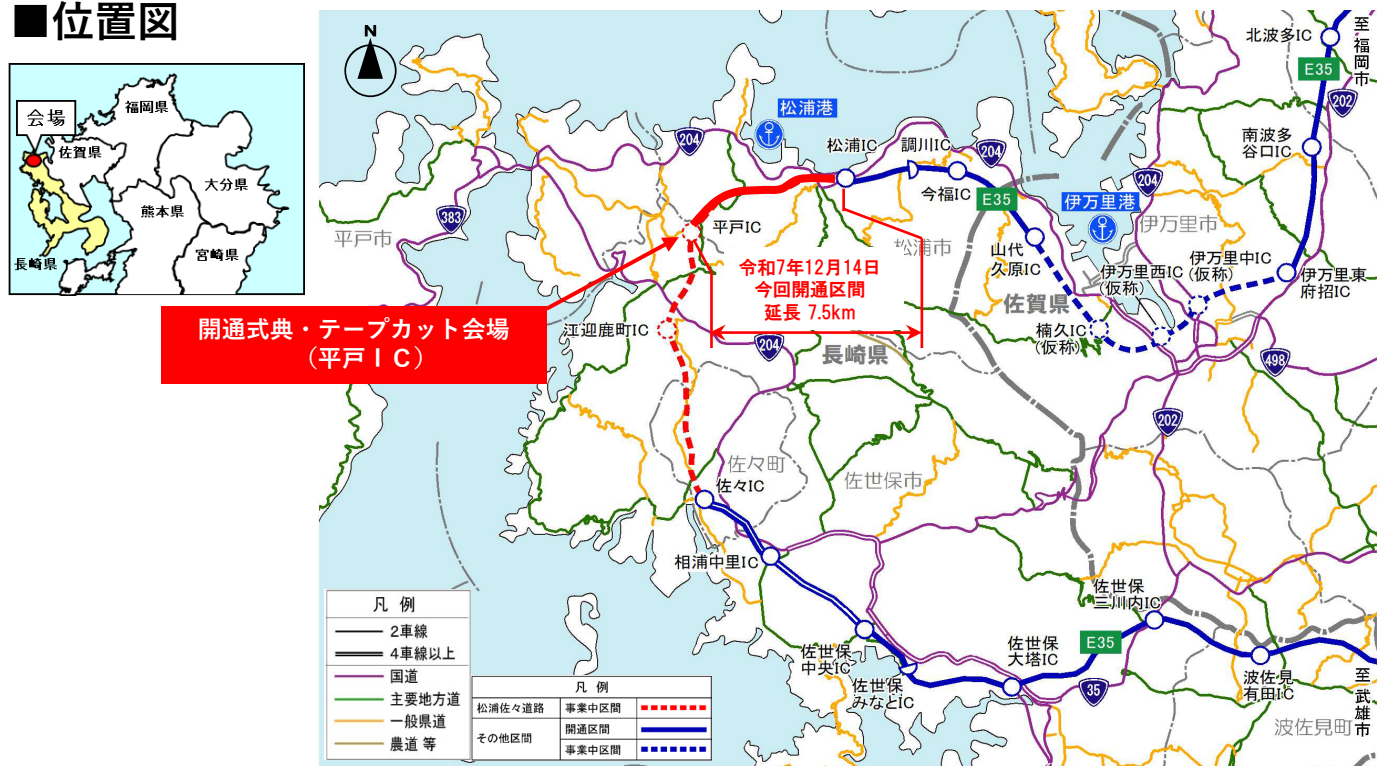 ■位置図
福岡県
会場
佐賀県
大分県
熊本県
長崎県
宮崎県
N
松浦港
204
松浦IC
調川IC
204
今福IC
E35
北波多IC
至福岡市
E35
202
南波多
谷口IC
204
伊万里港
伊万里市
383
平戸市
平戸IC
松浦市
山代
久原IC
伊万里西IC
(仮称)
伊万里中IC
(仮称)
伊万里東
府招IC
令和7年12月14日
今回開通区間
延長 7.5km
佐賀県
楠久IC
(仮称)
開通式典・テープカット会場
(平戸IC)
江迎鹿町IC
204
長崎県
498
202
佐々町
佐々IC
佐世保市
相浦中里IC
佐世保
三川内IC
E35
佐世保
中央IC
佐世保
みなとIC
佐世保
大塔IC
35
波佐見
有田IC
至武雄市
波佐見町
凡 例
2車線
4車線以上
国道
主要地方道
一般県道
農道 等
凡 例
松浦佐々道路
事業中区間
その他区間
開通区間
事業中区間